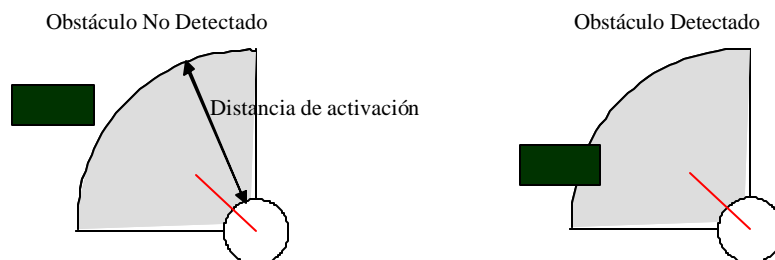 Obstáculo No Detectado
Obstáculo Detectado
Distancia de activación